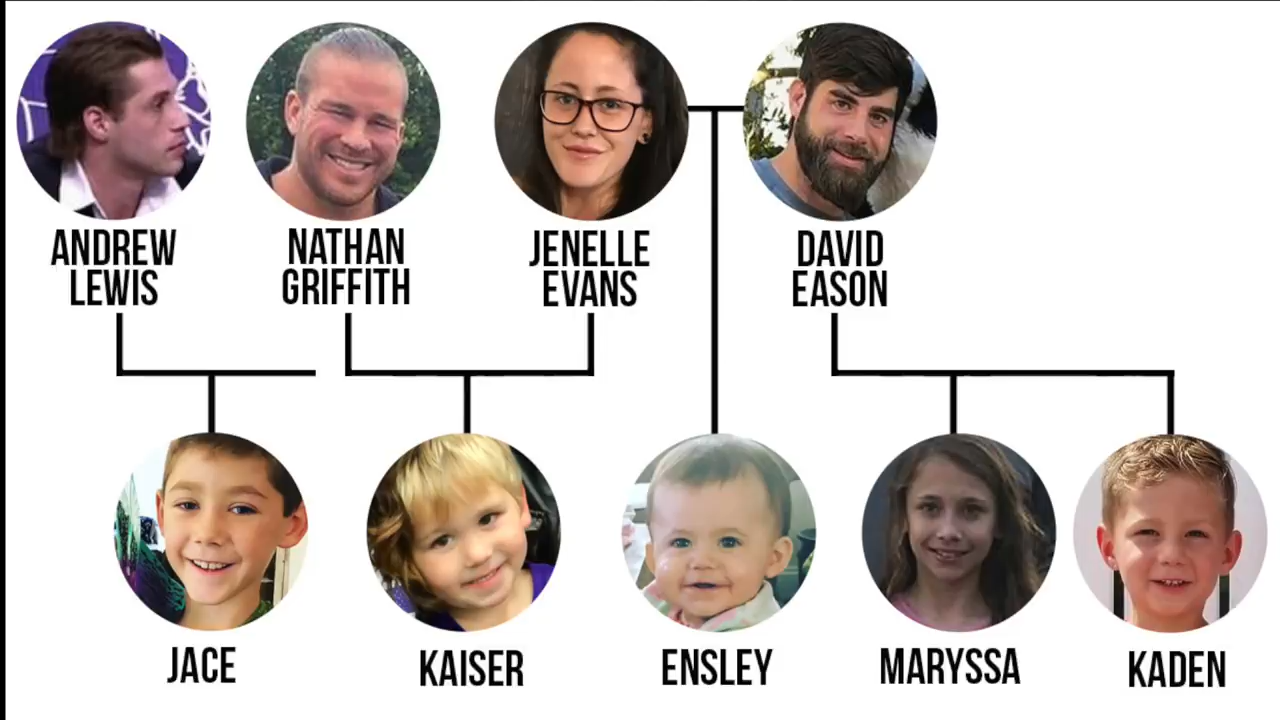 ANDREW
LEWIS
NATHAN
GRIFFITH
JENELLE
EVANS
DAVID
EASON
JACE
KAISER
ENSLEY
MARYSSA
KADEN